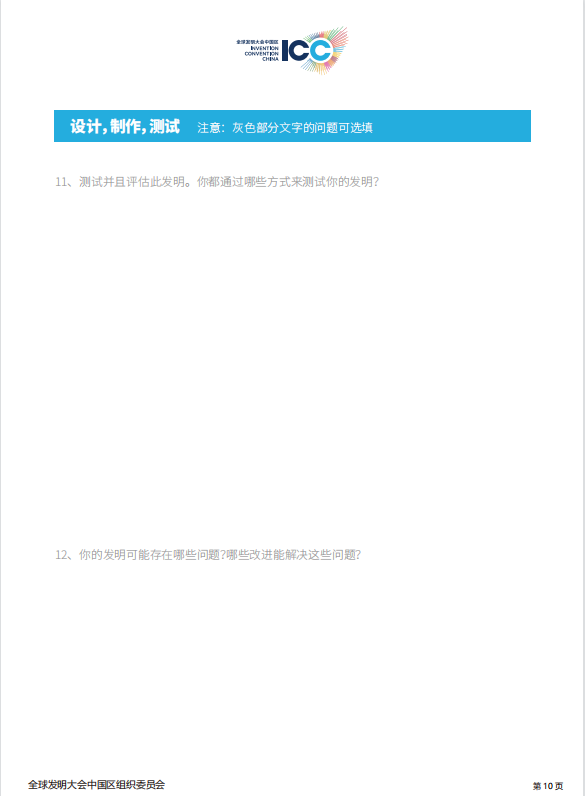 全球发明大会中国区
INVENTION
CONVENTION
CHINA
ICC
设计, 制作, 测试 注意：灰色部分文字的问题可选填
11、测试并且评估此发明。你都通过哪些方式来测试你的发明?
12、你的发明可能存在哪些问题?哪些改进能解决这些问题?
全球发明大会中国区组织委员会
第 10 页